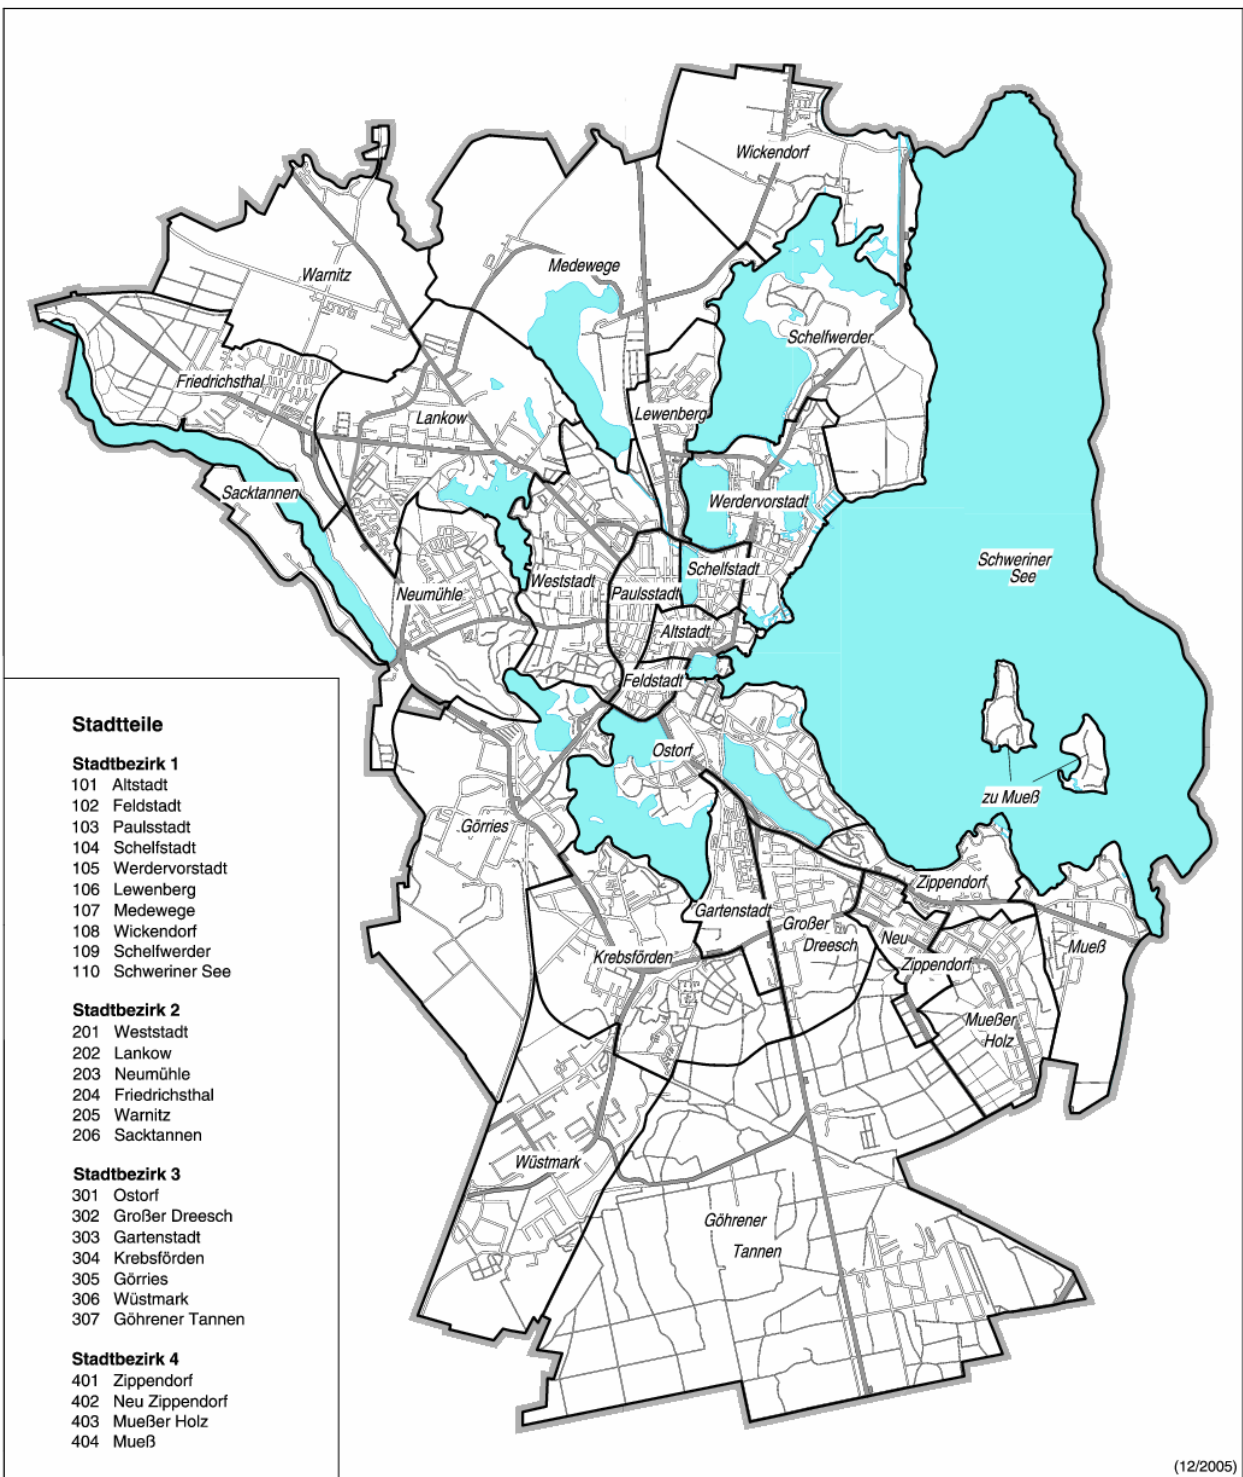 Wickendorf
Medewege
Warnitz
Schelfwerder
Friedrichsthal
Lankow
Lewenberg
Sacktannen
Werdervorstadt
Schweriner
See
Schelfstadt
Weststadt
Paulsstadt
Neumühle
Altstadt
Feldstadt
Ostorf
zu Mueß
Görries
Zippendorf
Gartenstadt
Großer
Dreesch
Neu
Zippendorf
Mueß
Krebsförden
Mueßer
Holz
Wüstmark
Göhrener
Tannen
Stadtteile
Stadtbezirk 1
101 Altstadt
102 Feldstadt
103 Paulsstadt
104 Schelfstadt
105 Werdervorstadt
106 Lewenberg
107 Medewege
108 Wickendorf
109 Schelfwerder
110 Schweriner See
Stadtbezirk 2
201 Weststadt
202 Lankow
203 Neumühle
204 Friedrichsthal
205 Warnitz
206 Sacktannen
Stadtbezirk 3
301 Ostorf
302 Großer Dreesch
303 Gartenstadt
304 Krebsförden
305 Görries
306 Wüstmark
307 Göhrener Tannen
Stadtbezirk 4
401 Zippendorf
402 Neu Zippendorf
403 Mueßer Holz
404 Mueß
(12/2005)